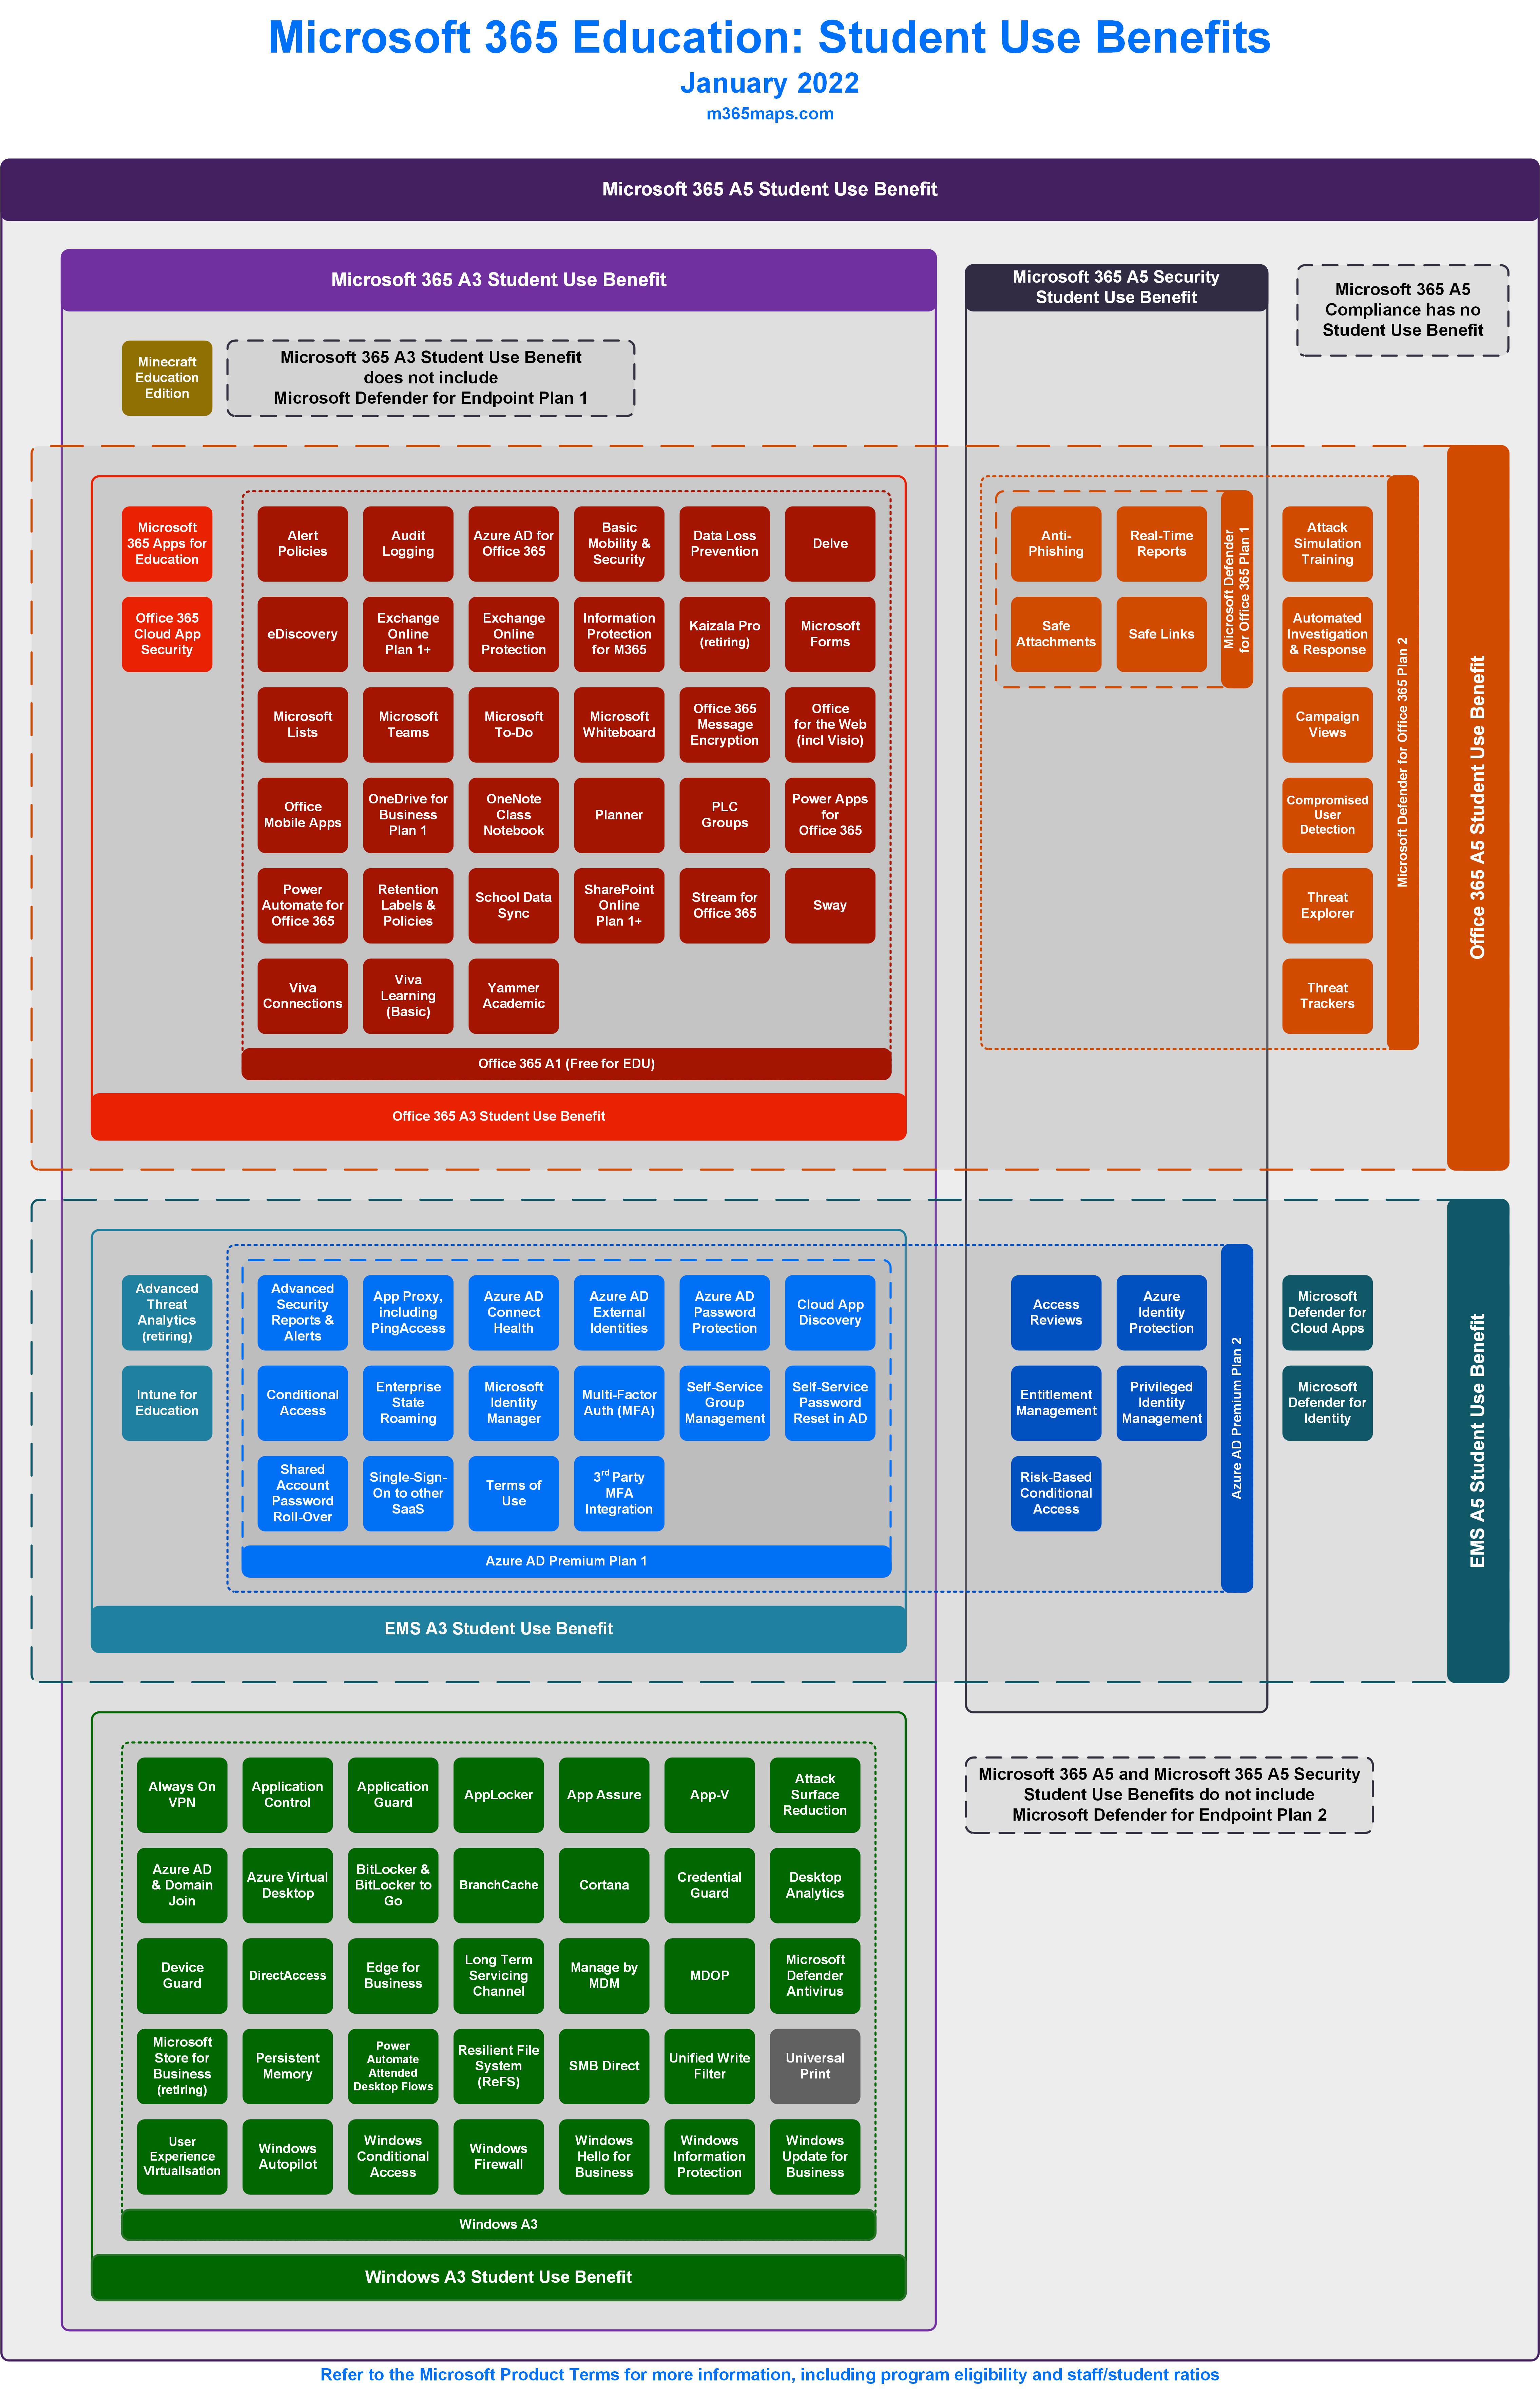 Microsoft 365 Education: Student Use Benefits
January 2022
m365maps.com
Microsoft 365 A5 Student Use Benefit
Microsoft 365 A3 Student Use Benefit
Microsoft 365 A5 Security
Student Use Benefit
Microsoft 365 A5
Compliance has no
Student Use Benefit
Minecraft
Education
Edition
Microsoft 365 A3 Student Use Benefit
does not include
Microsoft Defender for Endpoint Plan 1
Microsoft
365 Apps for
Education
Office 365
Cloud App
Security
Alert
Policies
Audit
Logging
Azure AD for
Office 365
Basic
Mobility &
Security
Data Loss
Prevention
Delve
eDiscovery
Exchange
Online
Plan 1+
Exchange
Online
Protection
Information
Protection
for M365
Kaizala Pro
(retiring)
Microsoft
Forms
Microsoft
Lists
Microsoft
Teams
Microsoft
To-Do
Microsoft
Whiteboard
Office 365
Message
Encryption
Office
for the Web
(incl Visio)
Office
Mobile Apps
OneDrive for
Business
Plan 1
OneNote
Class
Notebook
Planner
PLC
Groups
Power Apps
for
Office 365
Power
Automate for
Office 365
Retention
Labels &
Policies
School Data
Sync
SharePoint
Online
Plan 1+
Stream for
Office 365
Sway
Viva
Connections
Viva
Learning
(Basic)
Yammer
Academic
Office 365 A1 (Free for EDU)
Office 365 A3 Student Use Benefit
Anti-
Phishing
Real-Time
Reports
Safe
Attachments
Safe Links
Microsoft Defender
for Office 365 Plan 1
Attack
Simulation
Training
Automated
Investigation
& Response
Campaign
Views
Compromised
User
Detection
Threat
Explorer
Threat
Trackers
Microsoft Defender for Office 365 Plan 2
Office 365 A5 Student Use Benefit
Advanced
Threat
Analytics
(retiring)
Intune for
Education
Advanced
Security
Reports &
Alerts
App Proxy,
including
PingAccess
Azure AD
Connect
Health
Azure AD
External
Identities
Azure AD
Password
Protection
Cloud App
Discovery
Conditional
Access
Enterprise
State
Roaming
Microsoft
Identity
Manager
Multi-Factor
Auth (MFA)
Self-Service
Group
Management
Self-Service
Password
Reset in AD
Shared
Account
Password
Roll-Over
Single-Sign-
On to other
SaaS
Terms of
Use
3rd Party
MFA
Integration
Azure AD Premium Plan 1
EMS A3 Student Use Benefit
Access
Reviews
Azure
Identity
Protection
Entitlement
Management
Privileged
Identity
Management
Risk-Based
Conditional
Access
Azure AD Premium Plan 2
Microsoft
Defender for
Cloud Apps
Microsoft
Defender for
Identity
EMS A5 Student Use Benefit
Always On
VPN
Application
Control
Application
Guard
AppLocker
App Assure
App-V
Attack
Surface
Reduction
Azure AD
& Domain
Join
Azure Virtual
Desktop
BitLocker &
BitLocker to
Go
BranchCache
Cortana
Credential
Guard
Desktop
Analytics
Device
Guard
DirectAccess
Edge for
Business
Long Term
Servicing
Channel
Manage by
MDM
MDOP
Microsoft
Defender
Antivirus
Microsoft
Store for
Business
(retiring)
Persistent
Memory
Power
Automate
Attended
Desktop Flows
Resilient File
System
(ReFS)
SMB Direct
Unified Write
Filter
Universal
Print
User
Experience
Virtualisation
Windows
Autopilot
Windows
Conditional
Access
Windows
Firewall
Windows
Hello for
Business
Windows
Information
Protection
Windows
Update for
Business
Windows A3
Windows A3 Student Use Benefit
Microsoft 365 A5 and Microsoft 365 A5 Security
Student Use Benefits do not include
Microsoft Defender for Endpoint Plan 2
Refer to the Microsoft Product Terms for more information, including program eligibility and staff/student ratios